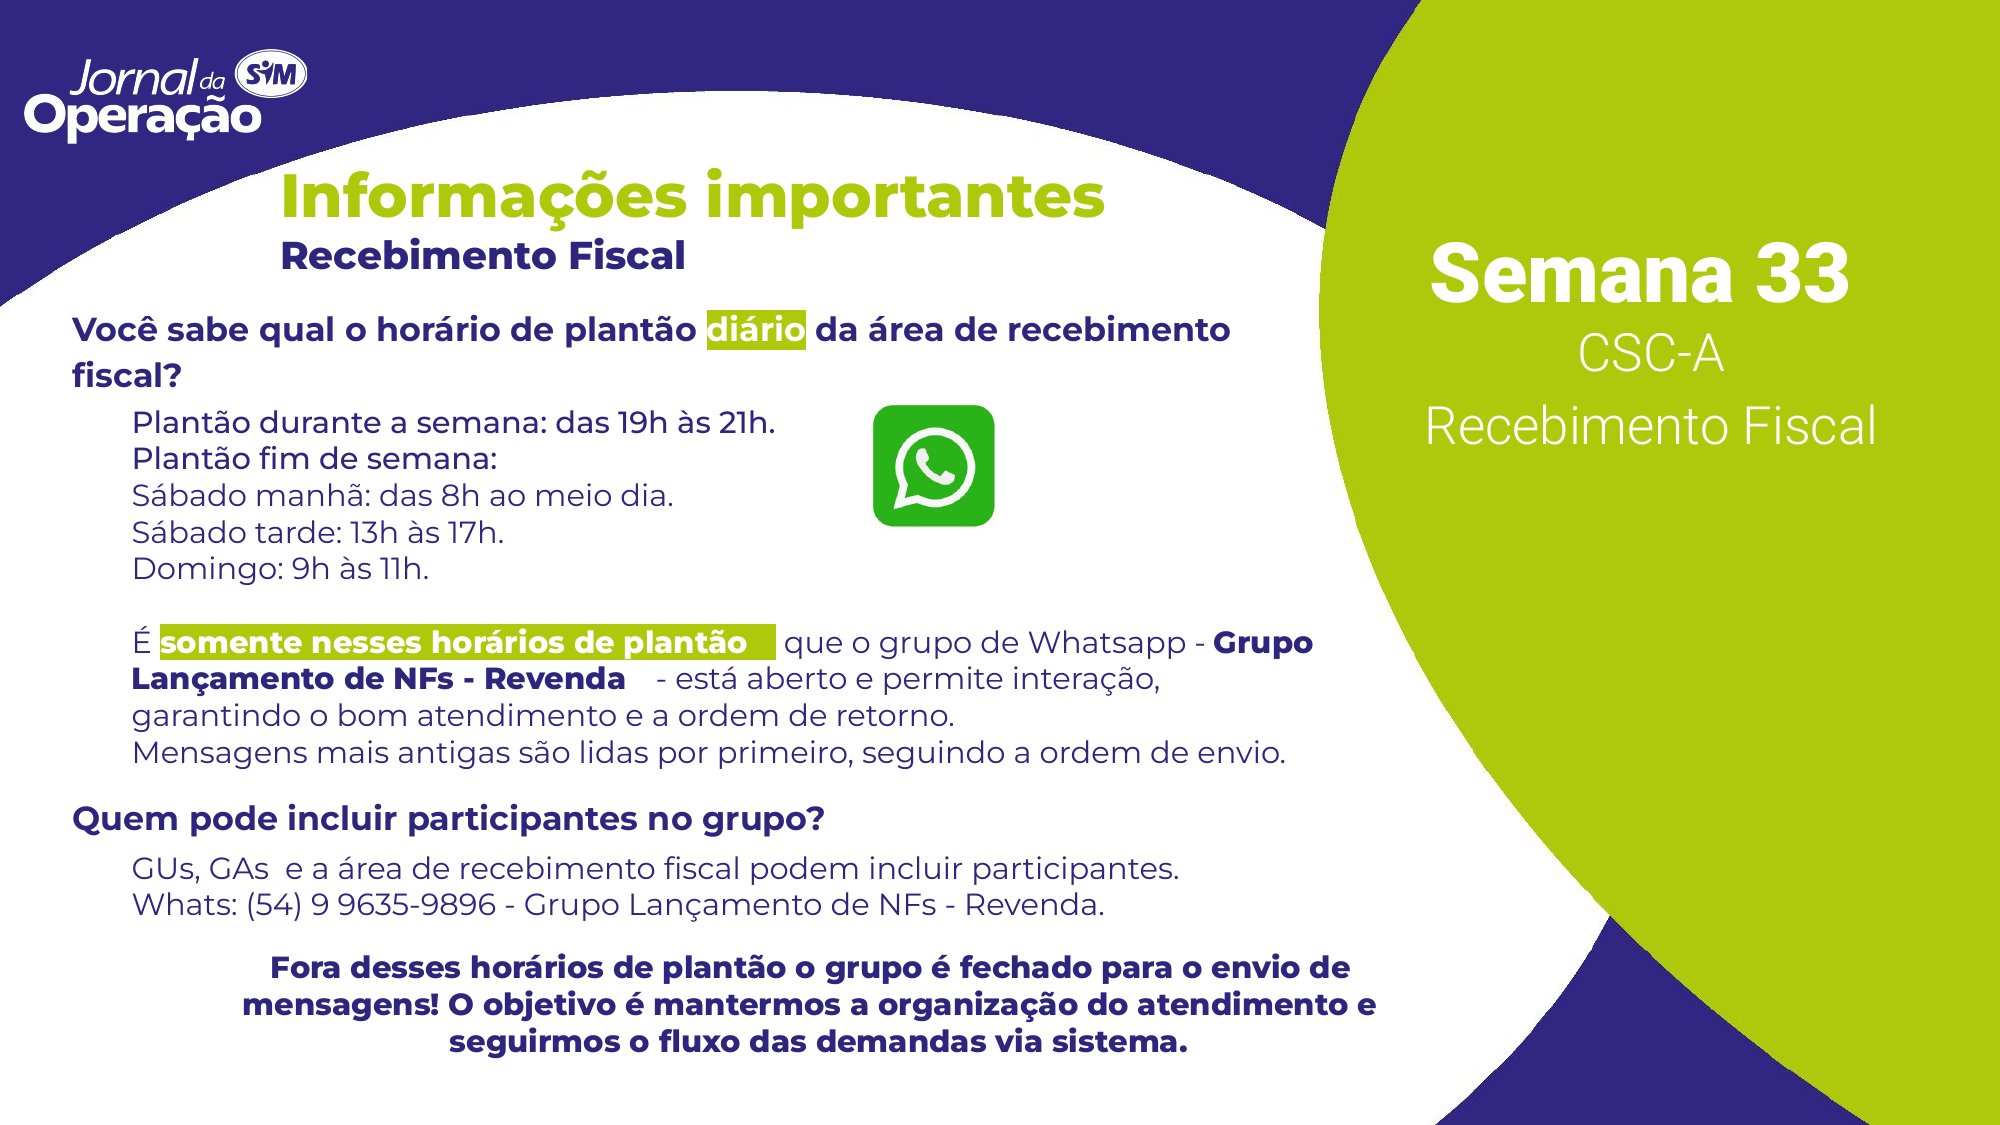 Jornal da SIM
Operação
Informações importantes
Recebimento Fiscal
Você sabe qual o horário de plantão diário da área de recebimento
fiscal?
Plantão durante a semana: das 19h às 21h.
Plantão fim de semana:
Sábado manhã: das 8h ao meio dia.
Sábado tarde: 13h às 17h.
Domingo: 9h às 11h.
É somente nesses horários de plantão que o grupo de Whatsapp - Grupo
Lançamento de NFs - Revenda - está aberto e permite interação,
garantindo o bom atendimento e a ordem de retorno.
Mensagens mais antigas são lidas por primeiro, seguindo a ordem de envio.
Quem pode incluir participantes no grupo?
GUs, GAs e a área de recebimento fiscal podem incluir participantes.
Whats: (54) 9 9635-9896 - Grupo Lançamento de NFs - Revenda.
Fora desses horários de plantão o grupo é fechado para o envio de
mensagens! O objetivo é mantermos a organização do atendimento e
seguirmos o fluxo das demandas via sistema.
Semana 33
CSC-A
Recebimento Fiscal